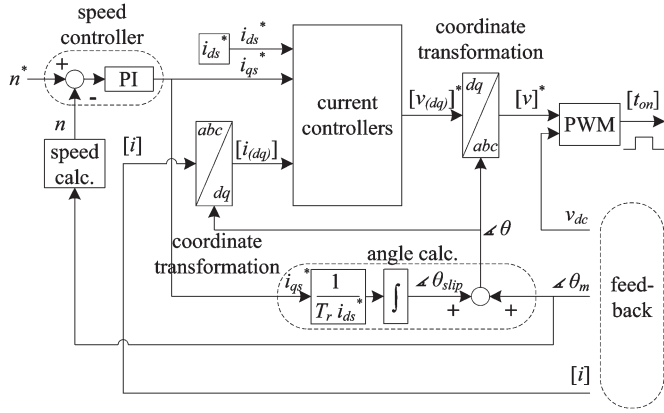 speed
controller
n*
+
-
PI
n
speed
calc.
i_ds*
i_ds*
i_qs*
[i]
abc
dq
[i_(dq)]
coordinate
transformation
current
controllers
[v_(dq)]*
coordinate
transformation
dq
abc
[v]*
PWM
[t_on]
v_dc
∡θ
angle calc.
i_qs*
1
T_r i_ds*
∫
∡θ_slip
+
+
∡θ_m
feed-
back
[i]